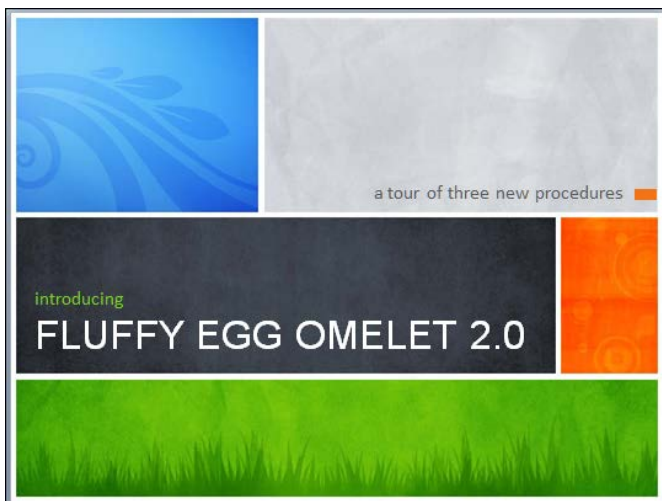 a tour of three new procedures
introducing
FLUFFY EGG OMELET 2.0